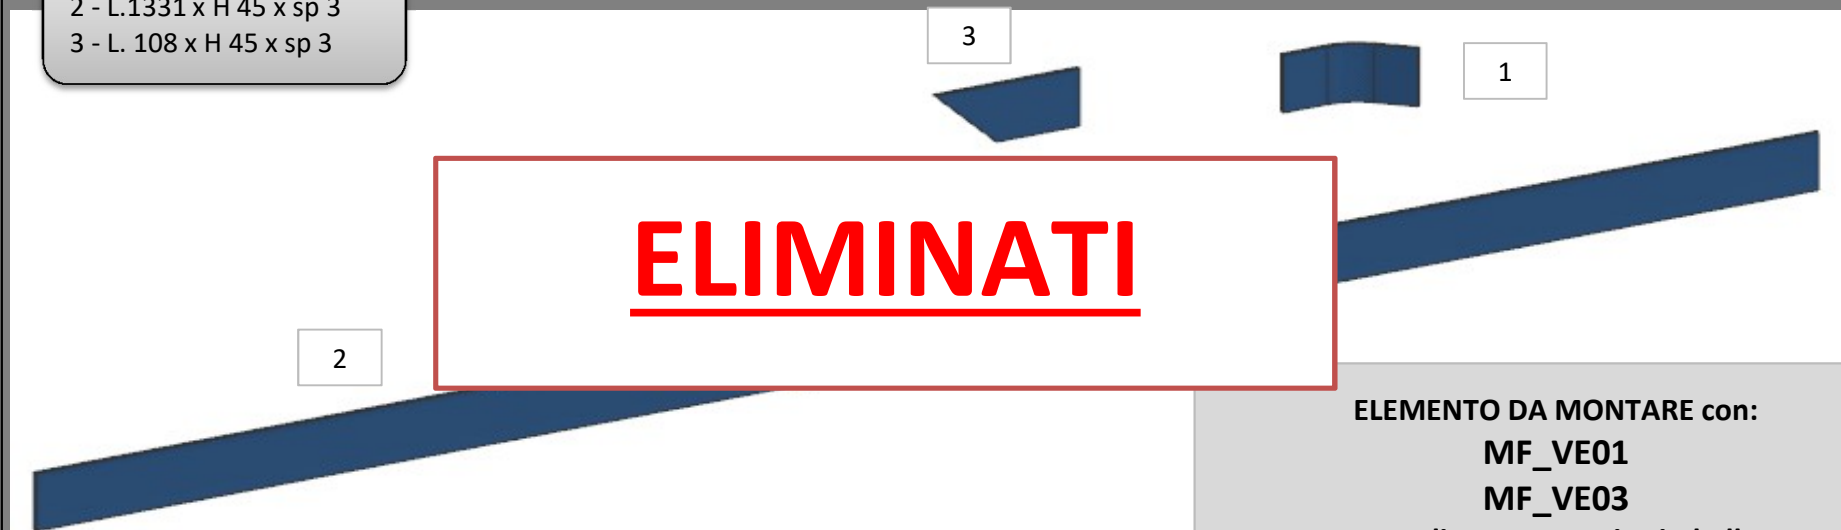 2 - L.1331 x H 45 x sp 3
3 - L. 108 x H 45 x sp 3
3
1
ELIMINATI
2
ELEMENTO DA MONTARE con:
MF_VE01
MF_VE03